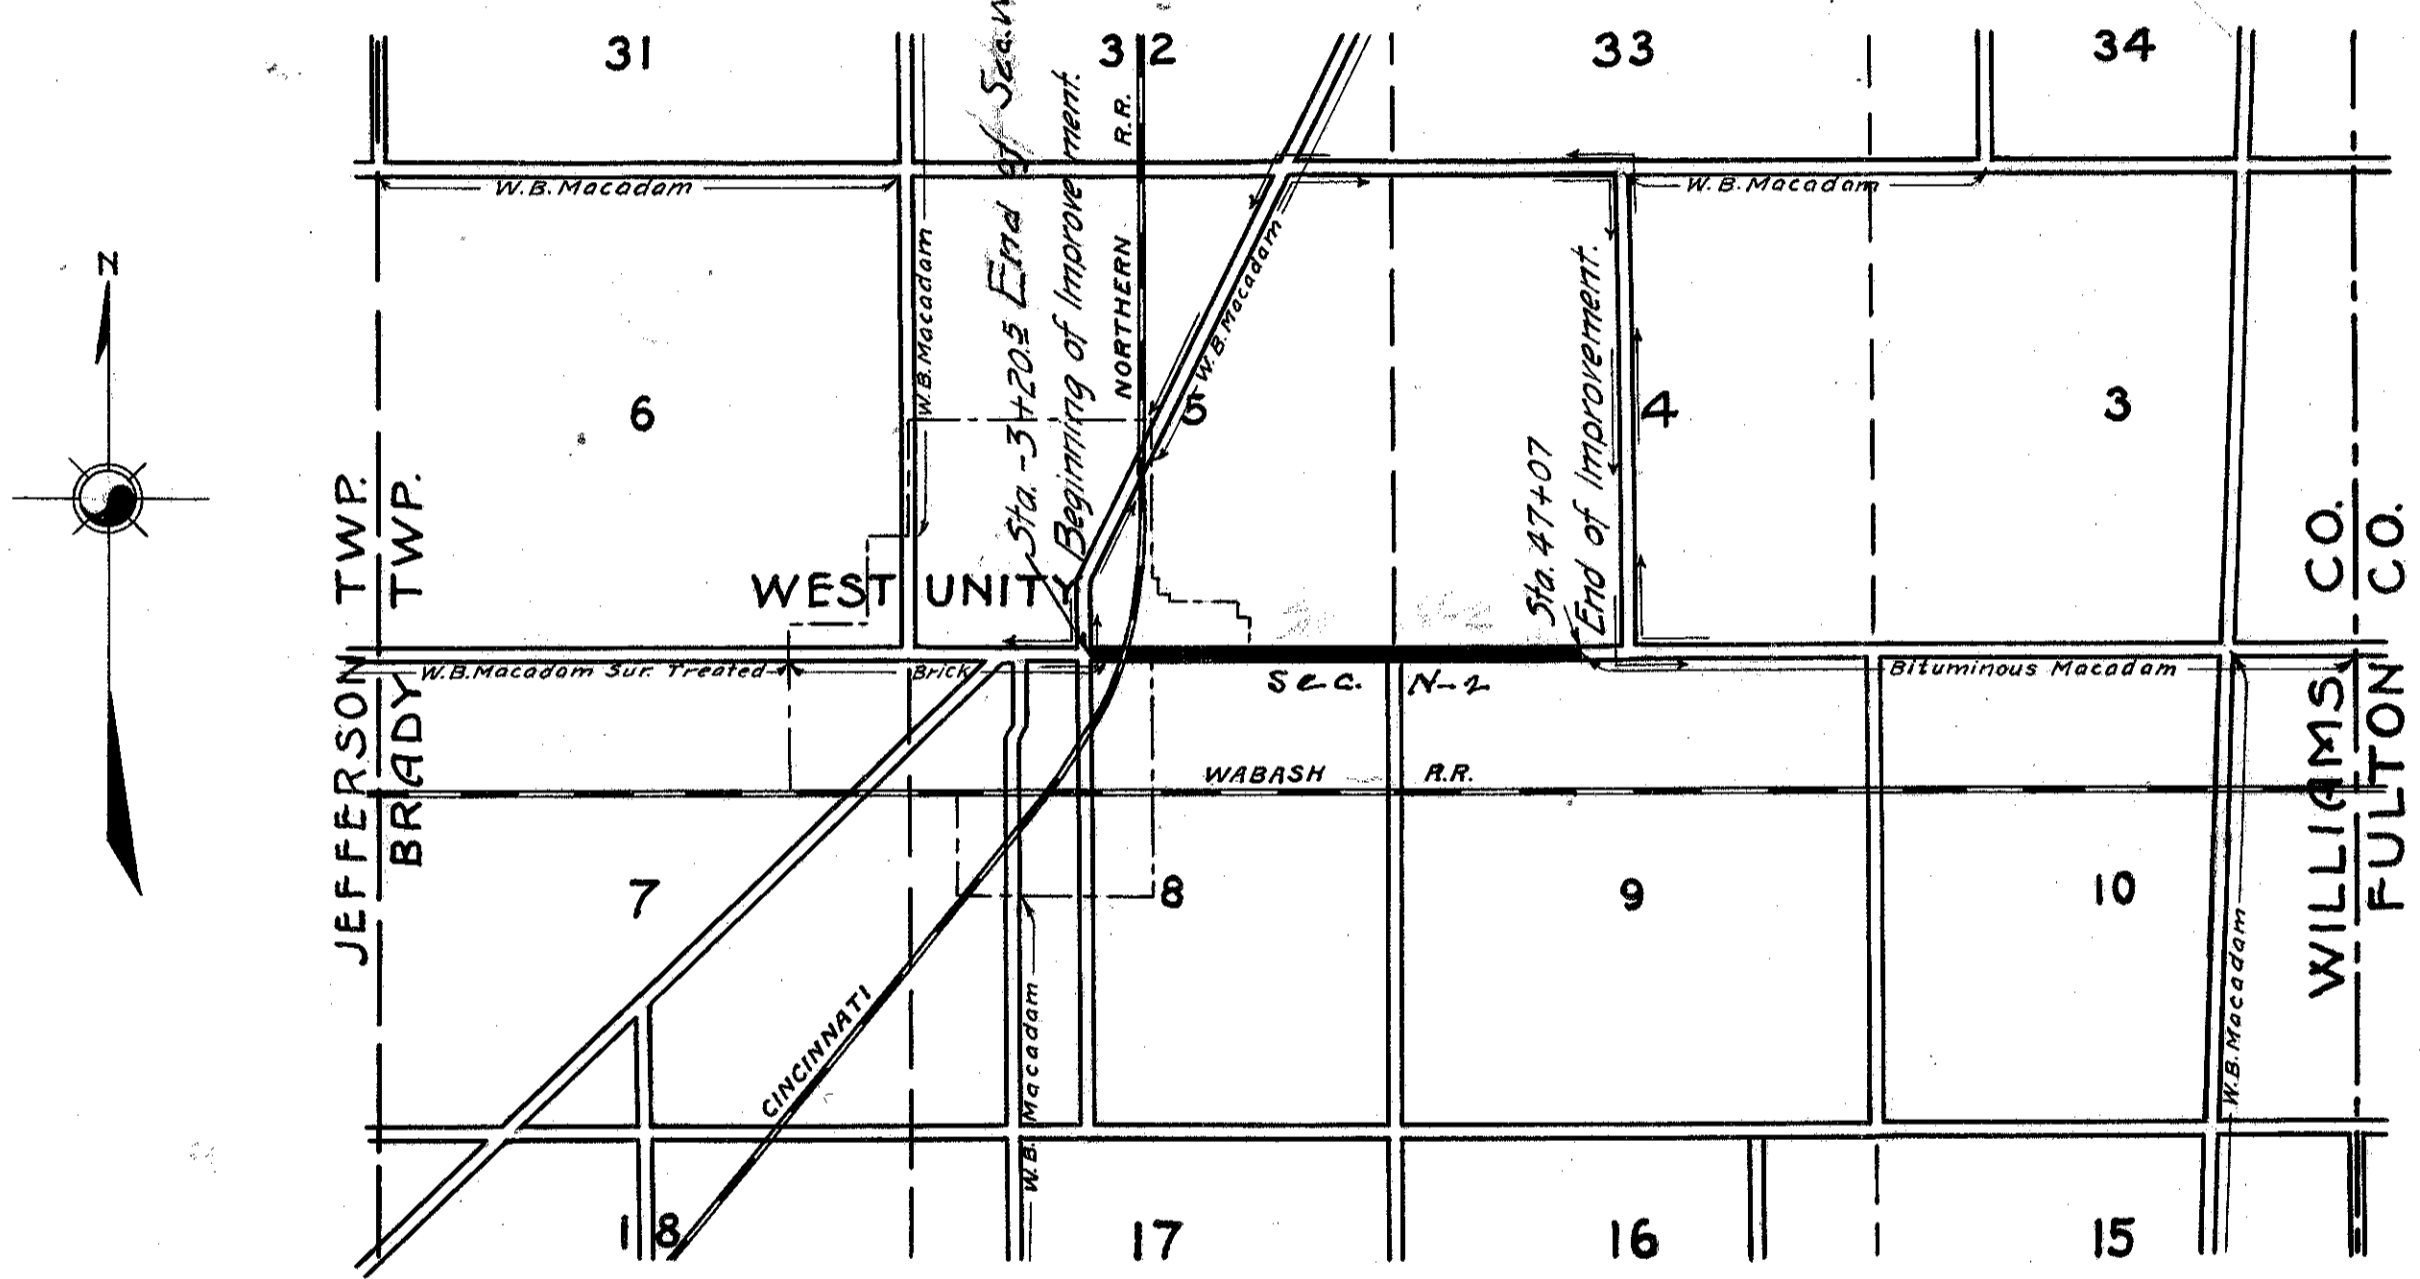 31
32
33
34
N
W.B.Macadam
W.B.Macadam
W.B.Macadam
Sta.-3+20.5 End of Sec.
Beginning of Improvement.
NORTHERN R.R.
W.B.Macadam
Sta. 47+07
End of Improvement.
6
5
4
3
JEFFERSON TWP.
BRADY TWP.
WEST UNITY
WILLIAMS CO.
FULTON CO.
W.B.Macadam Sur. Treated
Brick
Sec. N-2
Bituminous Macadam
WABASH R.R.
7
8
9
10
CINCINNATI
W.B. Macadam
W.B.Macadam
18
17
16
15